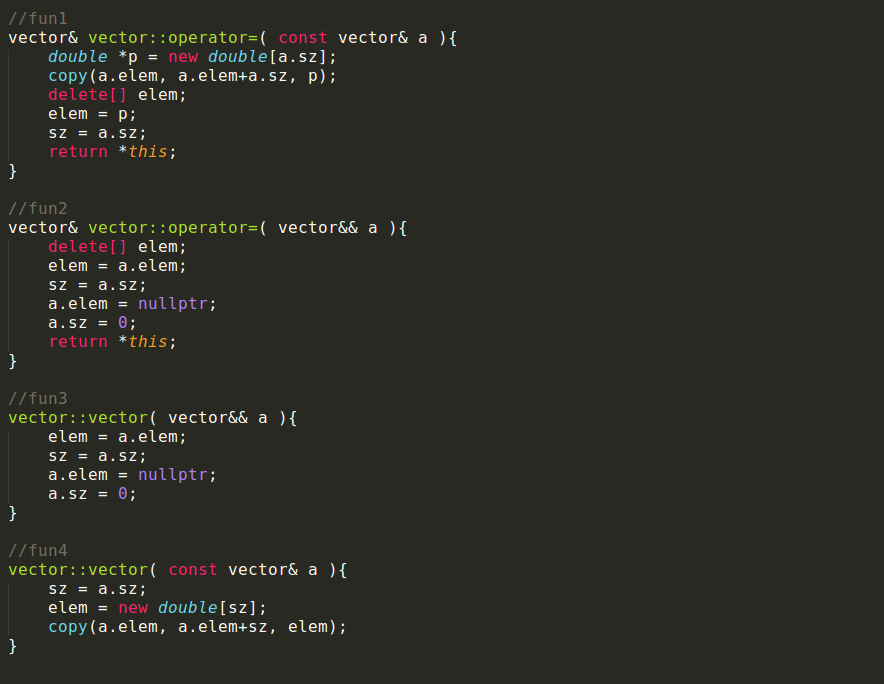 //fun1
vector& vector::operator=( const vector& a ){
    double *p = new double[a.sz];
    copy(a.elem, a.elem+a.sz, p);
    delete[] elem;
    elem = p;
    sz = a.sz;
    return *this;
}

//fun2
vector& vector::operator=( vector&& a ){
    delete[] elem;
    elem = a.elem;
    sz = a.sz;
    a.elem = nullptr;
    a.sz = 0;
    return *this;
}

//fun3
vector::vector( vector&& a ){
    elem = a.elem;
    sz = a.sz;
    a.elem = nullptr;
    a.sz = 0;
}

//fun4
vector::vector( const vector& a ){
    sz = a.sz;
    elem = new double[sz];
    copy(a.elem, a.elem+sz, elem);
}